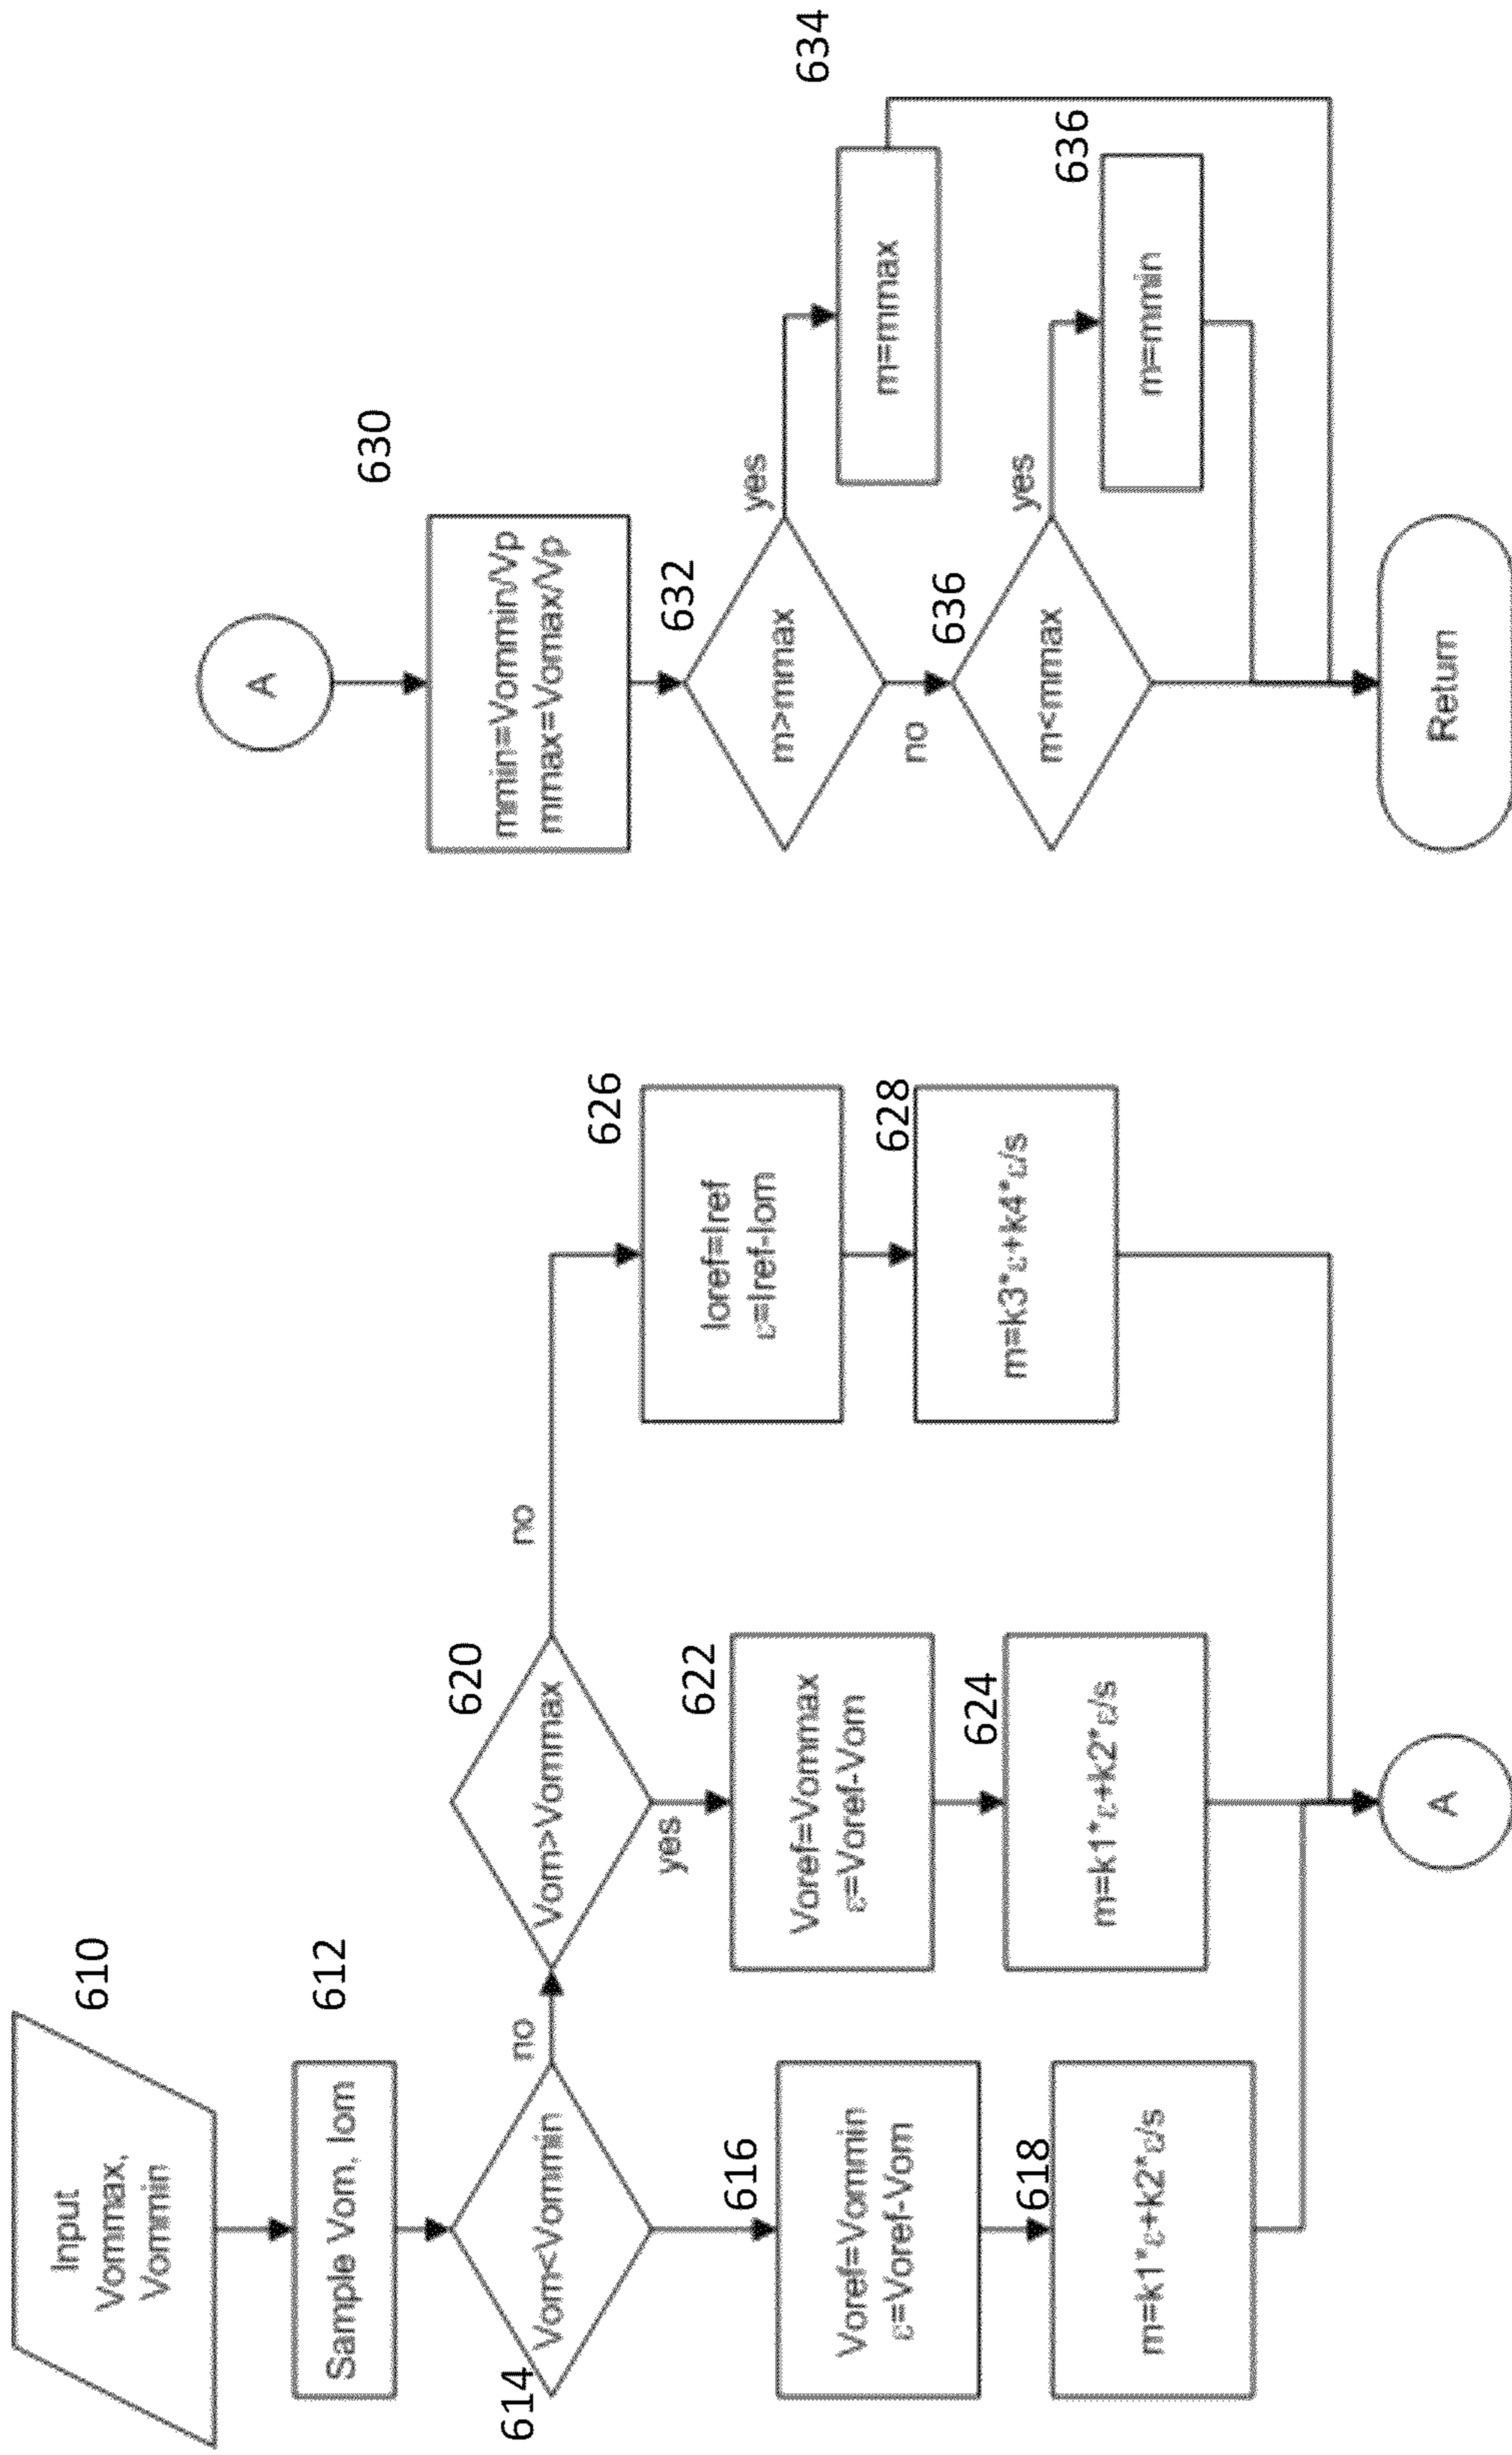 610
Input
Vommax,
Vommin
612
Sample Vom, Iom
614
Vom<Vommin
no
616
Voref=Vommin
ε=Voref-Vom
618
m=k1*ε+k2*ε/s
620
Vom>Vommax
no
yes
622
Voref=Vommax
ε=Voref-Vom
624
m=k1*ε+k2*ε/s
626
Ioref=Iref
ε=Iref-Iom
628
m=k3*ε+k4*ε/s
A
A
630
mmin=Vommin/Vp
mmax=Vomax/Vp
632
m>mmax
yes
no
634
m=mmax
636
m<mmax
yes
636
m=mmin
Return